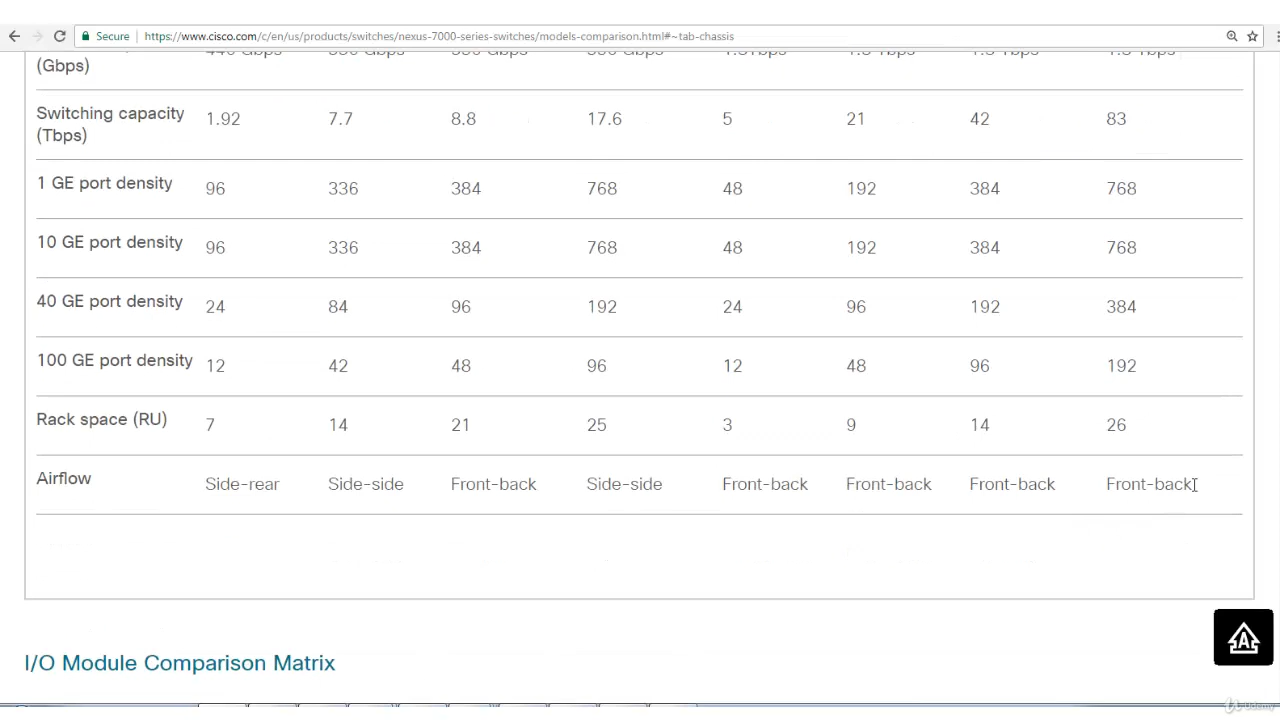 Secure https://www.cisco.com/c/en/us/products/switches/nexus-7000-series-switches/models-comparison.html#~tab-chassis
(Gbps)
Switching capacity (Tbps) 1.92 7.7 8.8 17.6 5 21 42 83
1 GE port density 96 336 384 768 48 192 384 768
10 GE port density 96 336 384 768 48 192 384 768
40 GE port density 24 84 96 192 24 96 192 384
100 GE port density 12 42 48 96 12 48 96 192
Rack space (RU) 7 14 21 25 3 9 14 26
Airflow Side-rear Side-side Front-back Side-side Front-back Front-back Front-back Front-back
I/O Module Comparison Matrix
A
Udemy